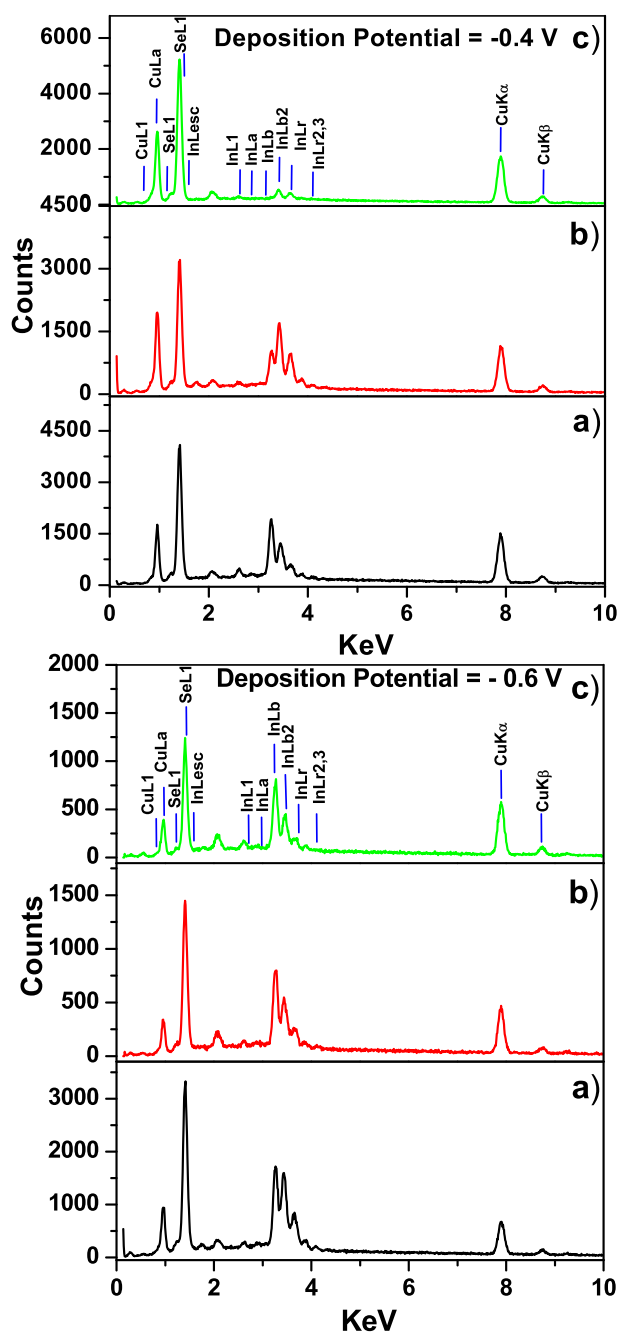 Deposition Potential = -0.4 V c)
6000
4000
2000
4500
CuL1
CuLa
SeL1
SeL1
InLesc
InL1
InLa
InLb
InLb2
InLr
InLr2,3
CuKα
CuKβ
b)
3000
1500
0
Counts
a)
4500
3000
1500
0
0 2 4 6 8 10
KeV
Deposition Potential = - 0.6 V c)
2000
1500
1000
500
0
CuL1
CuLa
SeL1
SeL1
InLesc
InL1
InLa
InLb
InLb2
InLr
InLr2,3
CuKα
CuKβ
b)
1500
1000
500
0
Counts
a)
3000
2000
1000
0
0 2 4 6 8 10
KeV